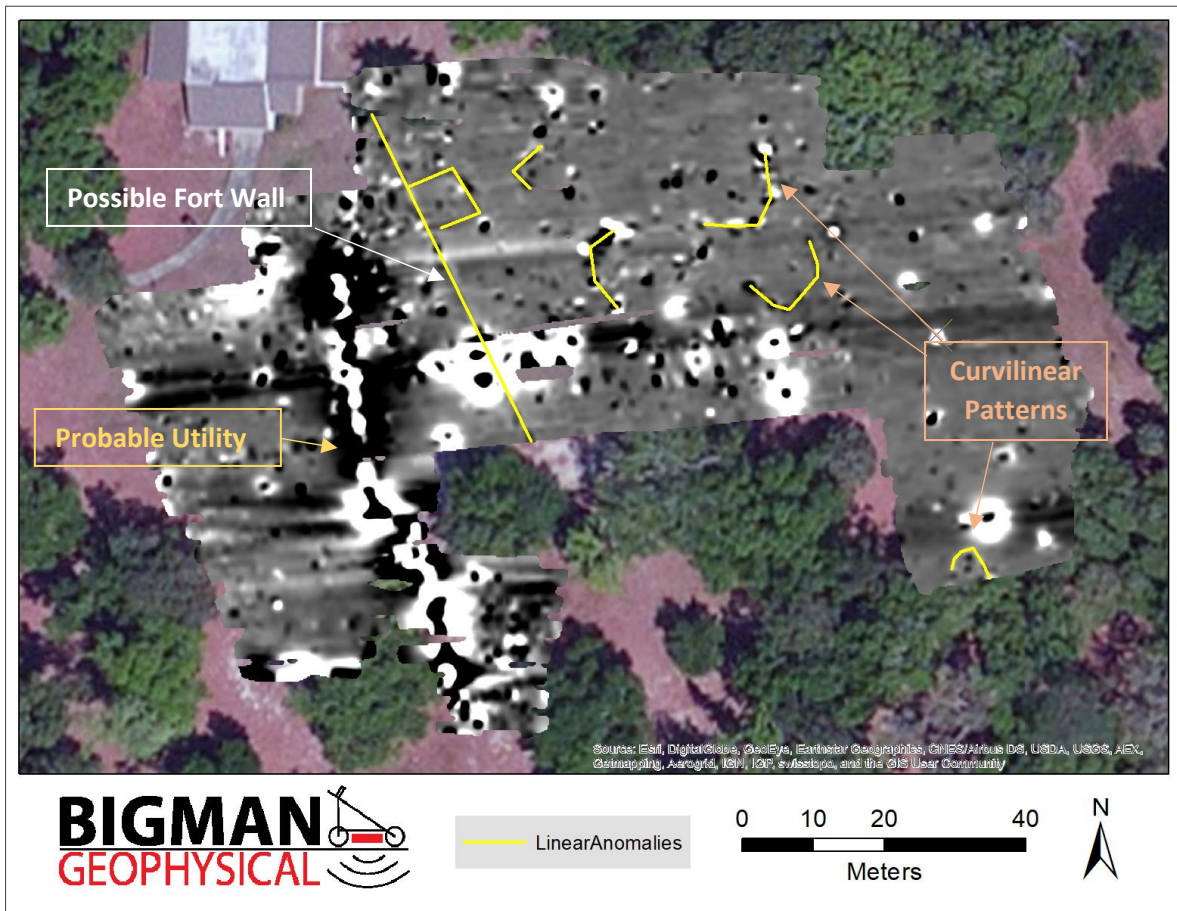 Possible Fort Wall
Probable Utility
Curvilinear
Patterns
Source: Esri, DigitalGlobe, GeoEye, Earthstar Geographics, CNES/Airbus DS, USDA, USGS, AEX,
Getmapping, Aerogrid, IGN, IGP, swisstopo, and the GIS User Community
BIGMAN
GEOPHYSICAL
LinearAnomalies
0 10 20 40
Meters
N